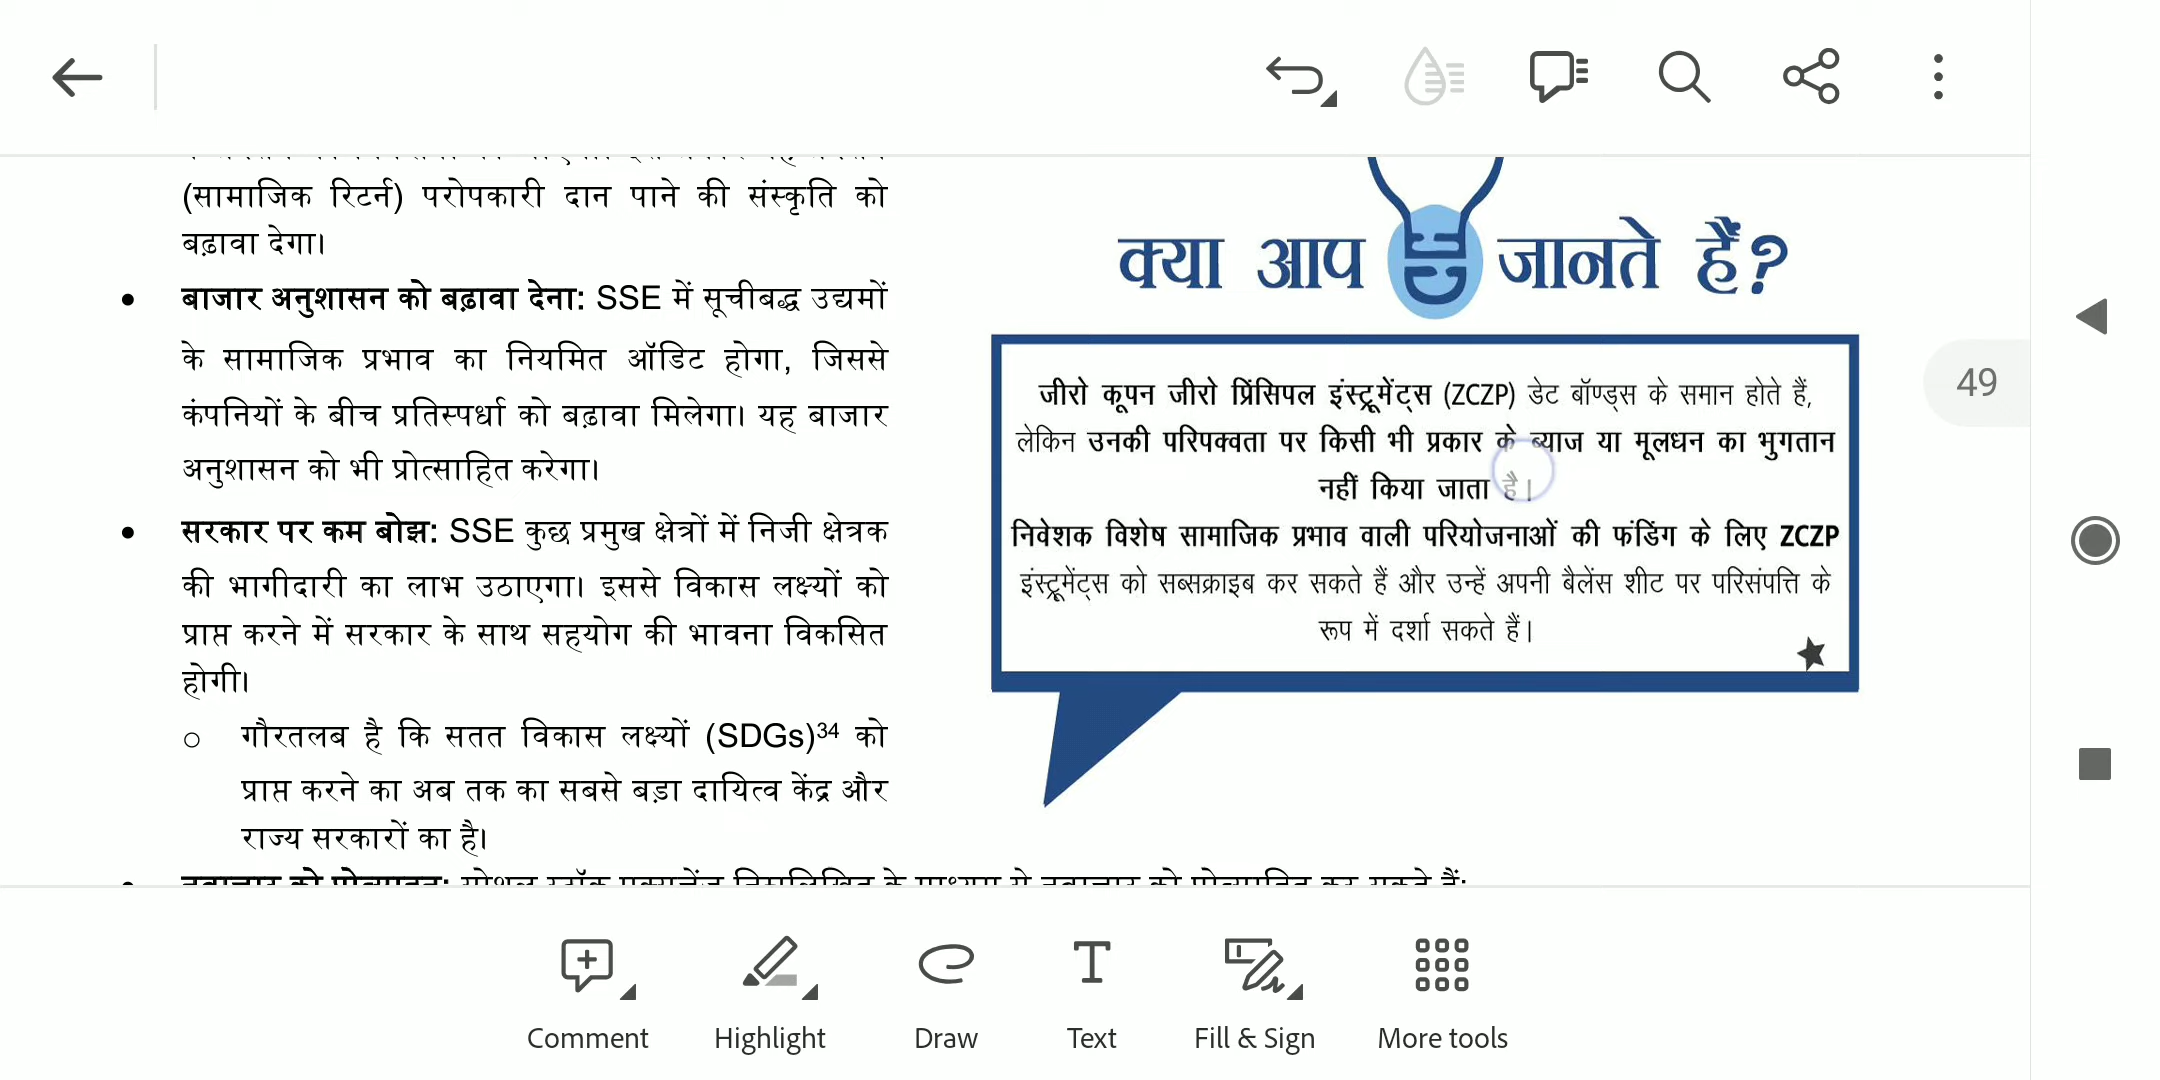 (सामाजिक रिटर्न) परोपकारी दान पाने की संस्कृति को
बढ़ावा देगा।
• बाजार अनुशासन को बढ़ावा देना: SSE में सूचीबद्ध उद्यमों
के सामाजिक प्रभाव का नियमित ऑडिट होगा, जिससे
कंपनियों के बीच प्रतिस्पर्धा को बढ़ावा मिलेगा। यह बाजार
अनुशासन को भी प्रोत्साहित करेगा।
• सरकार पर कम बोझ: SSE कुछ प्रमुख क्षेत्रों में निजी क्षेत्रक
की भागीदारी का लाभ उठाएगा। इससे विकास लक्ष्यों को
प्राप्त करने में सरकार के साथ सहयोग की भावना विकसित
होगी।
○ गौरतलब है कि सतत विकास लक्ष्यों (SDGs)³⁴ को
प्राप्त करने का अब तक का सबसे बड़ा दायित्व केंद्र और
राज्य सरकारों का है।
क्या आप जानते हैं?
जीरो कूपन जीरो प्रिंसिपल इंस्ट्रूमेंट्स (ZCZP) डेट बॉण्ड्स के समान होते हैं,
लेकिन उनकी परिपक्वता पर किसी भी प्रकार के ब्याज या मूलधन का भुगतान
नहीं किया जाता है।
निवेशक विशेष सामाजिक प्रभाव वाली परियोजनाओं की फंडिंग के लिए ZCZP
इंस्ट्रूमेंट्स को सब्सक्राइब कर सकते हैं और उन्हें अपनी बैलेंस शीट पर परिसंपत्ति के
रूप में दर्शा सकते हैं।
49
Comment Highlight Draw Text Fill & Sign More tools